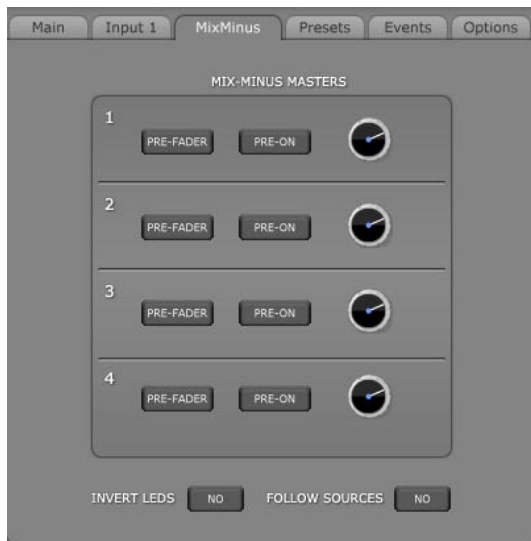 Main Input 1 MixMinus Presets Events Options
MIX-MINUS MASTERS
1
PRE-FADER PRE-ON
2
PRE-FADER PRE-ON
3
PRE-FADER PRE-ON
4
PRE-FADER PRE-ON
INVERT LEDS NO FOLLOW SOURCES NO